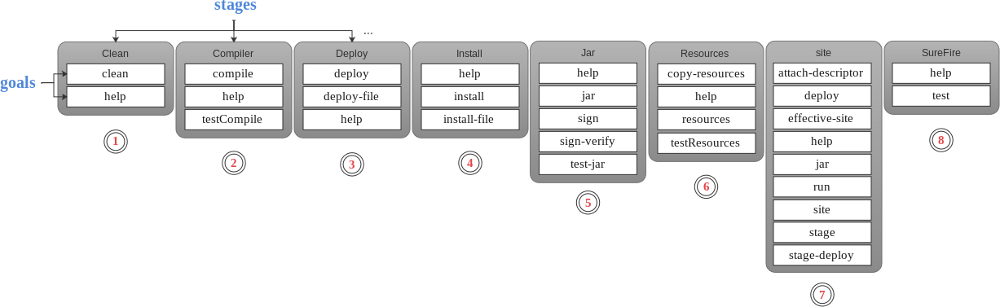 stages
...
goals
Clean
clean
help
1
Compiler
compile
help
testCompile
2
Deploy
deploy
deploy-file
help
3
Install
help
install
install-file
4
Jar
help
jar
sign
sign-verify
test-jar
5
Resources
copy-resources
help
resources
testResources
6
site
attach-descriptor
deploy
effective-site
help
jar
run
site
stage
stage-deploy
7
SureFire
help
test
8